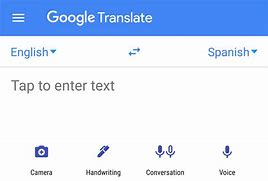 Google Translate
English Spanish
Tap to enter text
Camera Handwriting Conversation Voice